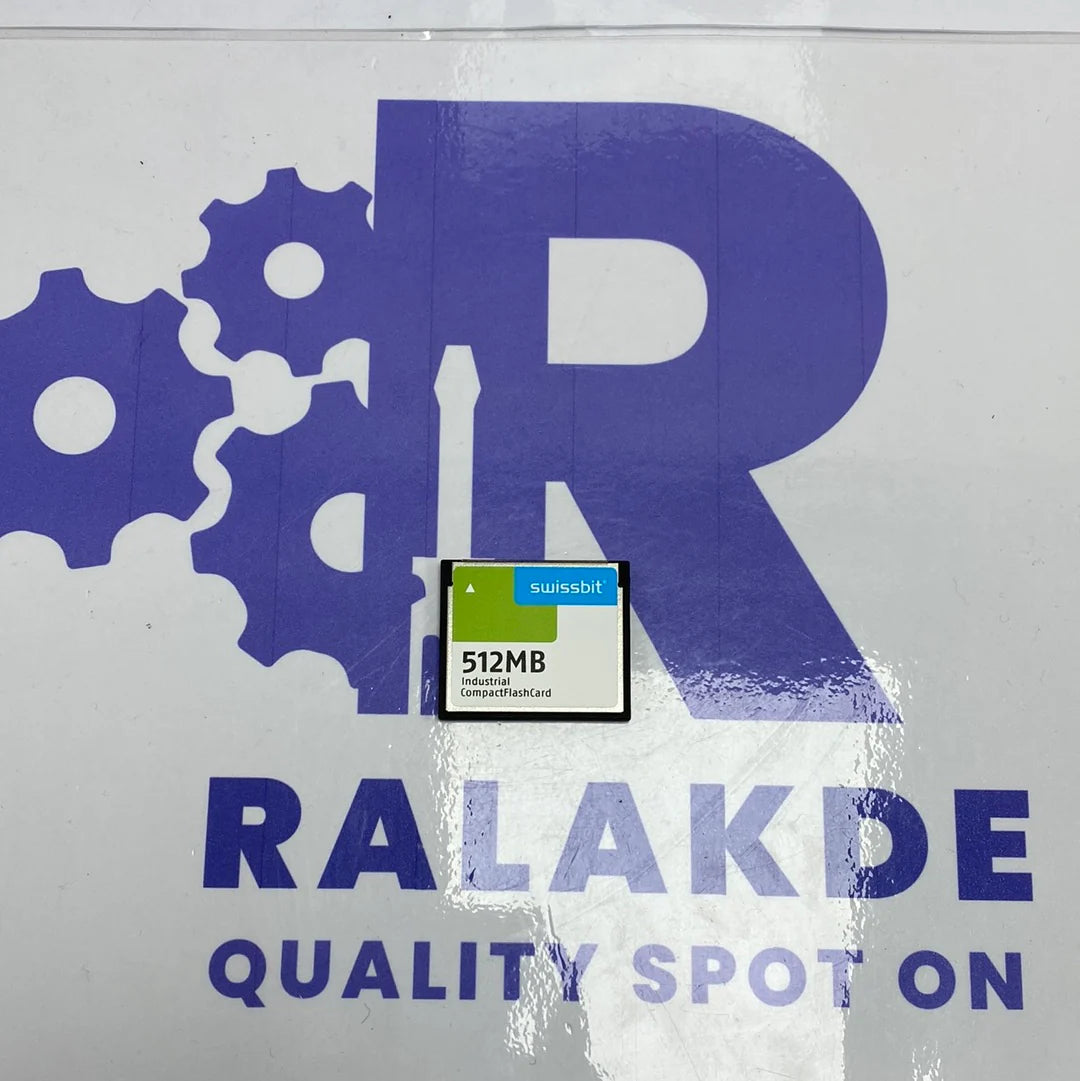 R
swissbit®
512MB
Industrial
CompactFlashCard
RALAKDE
QUALITY SPOT ON